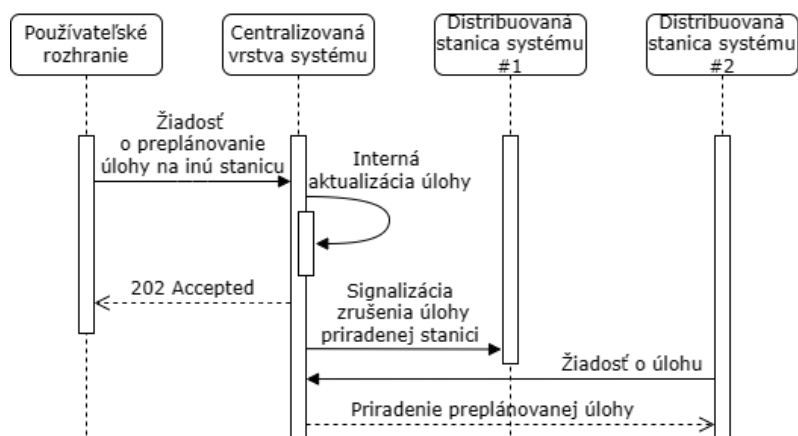 Používateľské
rozhranie
Centralizovaná
vrstva systému
Distribuovaná
stanica systému
#1
Distribuovaná
stanica systému
#2
Žiadosť
o preplánovanie
úlohy na inú stanicu
Interná
aktualizácia úlohy
202 Accepted
Signalizácia
zrušenia úlohy
priradenej stanici
Žiadosť o úlohu
Priradenie preplánovanej úlohy